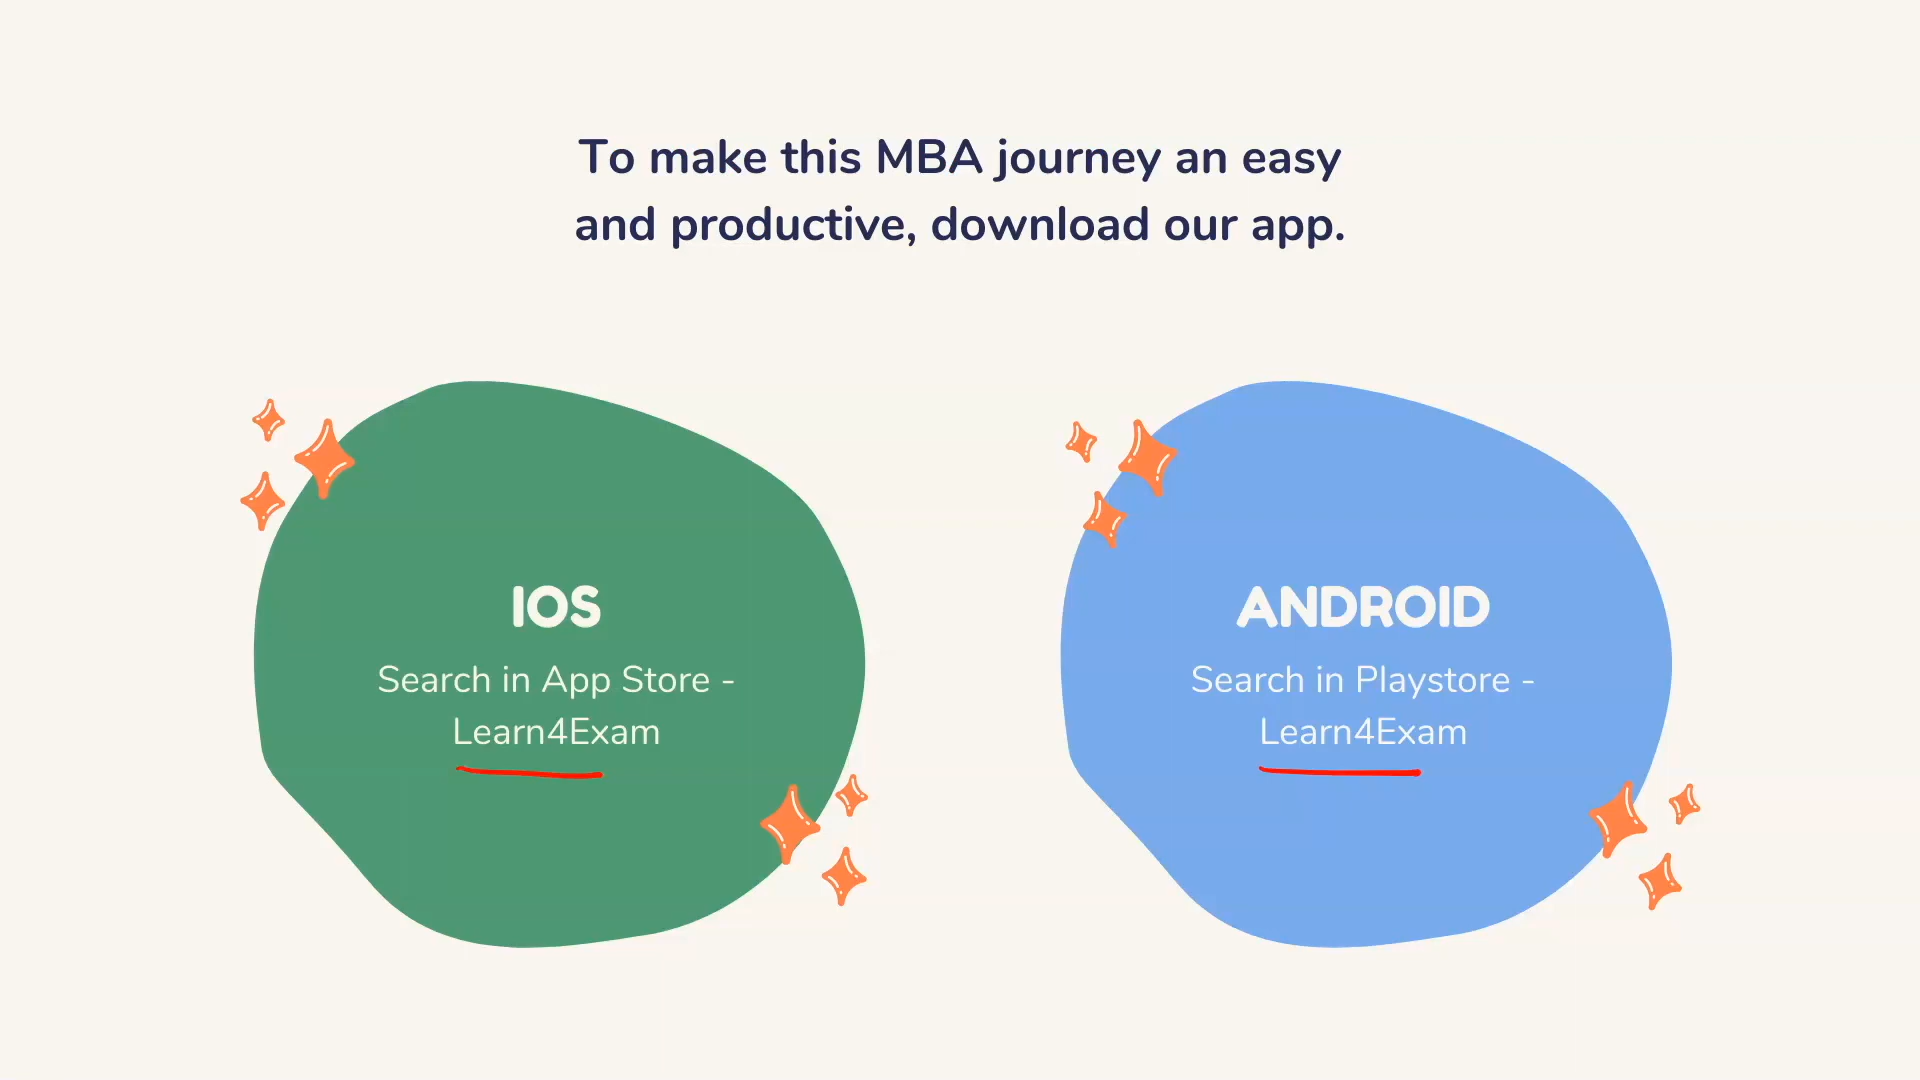 To make this MBA journey an easy
and productive, download our app.
IOS
Search in App Store -
Learn4Exam
ANDROID
Search in Playstore -
Learn4Exam